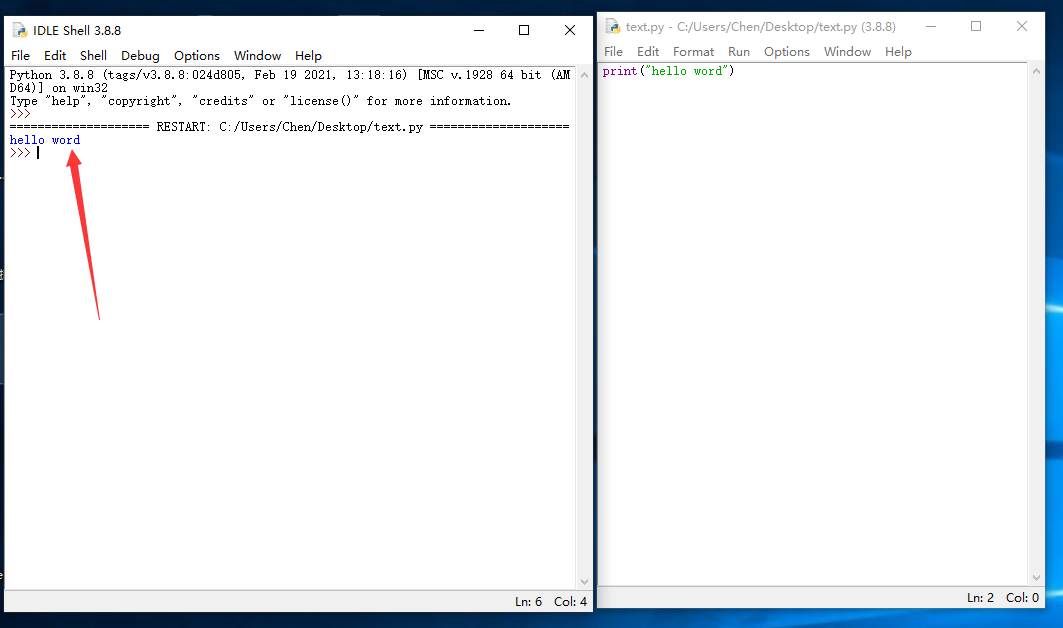 IDLE Shell 3.8.8
File Edit Shell Debug Options Window Help
Python 3.8.8 (tags/v3.8.8:024d805, Feb 19 2021, 13:18:16) [MSC v.1928 64 bit (AM
D64)] on win32
Type "help", "copyright", "credits" or "license()" for more information.
>>>
==================== RESTART: C:/Users/Chen/Desktop/text.py ====================
hello word
>>>
Ln: 6 Col: 4
text.py - C:/Users/Chen/Desktop/text.py (3.8.8)
File Edit Format Run Options Window Help
print("hello word")
Ln: 2 Col: 0